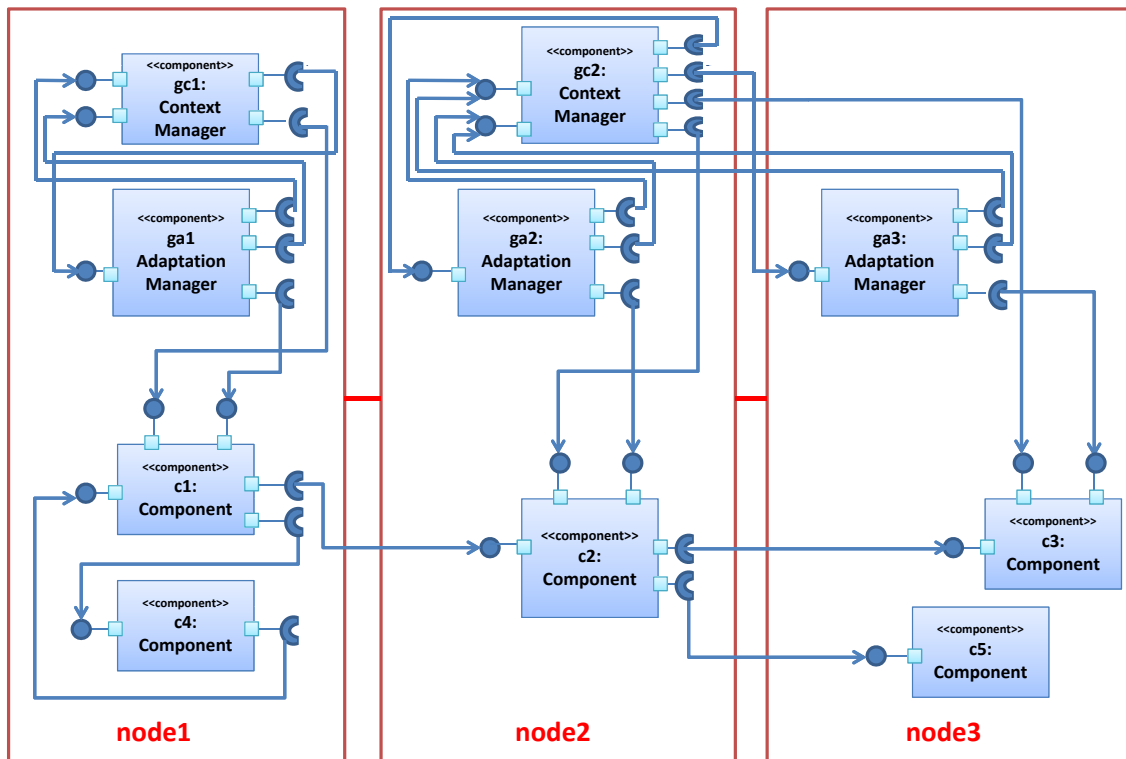 <<component>>
gc1:
Context
Manager
<<component>>
ga1
Adaptation
Manager
<<component>>
c1:
Component
<<component>>
c4:
Component
node1
<<component>>
gc2:
Context
Manager
<<component>>
ga2:
Adaptation
Manager
<<component>>
c2:
Component
node2
<<component>>
ga3:
Adaptation
Manager
<<component>>
c3:
Component
<<component>>
c5:
Component
node3